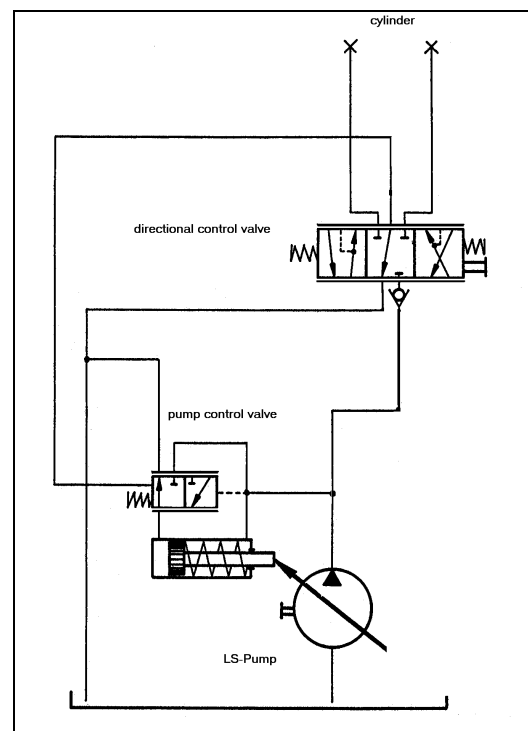 cylinder
directional control valve
pump control valve
LS-Pump